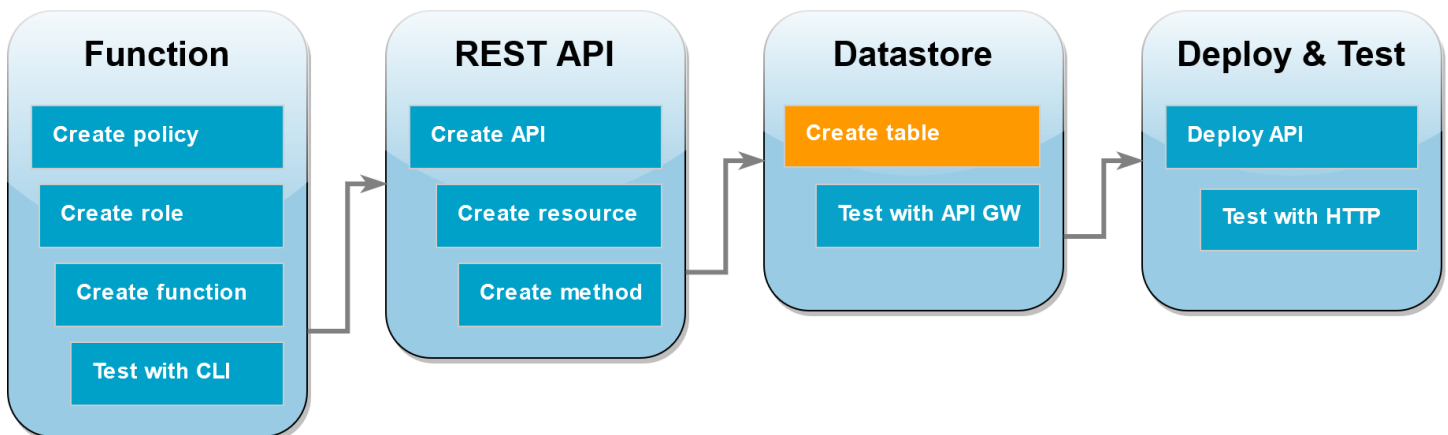 Function
Create policy
Create role
Create function
Test with CLI
REST API
Create API
Create resource
Create method
Datastore
Create table
Test with API GW
Deploy & Test
Deploy API
Test with HTTP